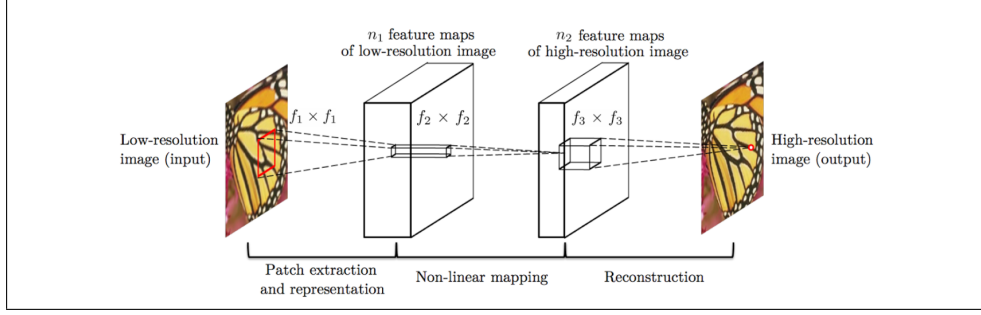 n₁ feature maps
of low-resolution image
n₂ feature maps
of high-resolution image
f₁ × f₁
f₂ × f₂
f₃ × f₃
Low-resolution
image (input)
High-resolution
image (output)
Patch extraction
and representation
Non-linear mapping
Reconstruction